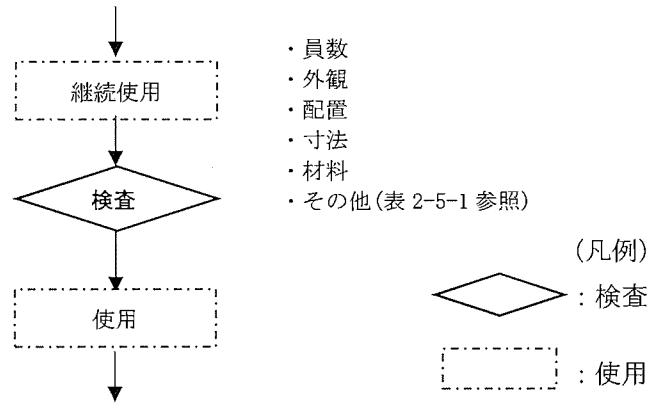 継続使用
検査
使用
・員数
・外観
・配置
・寸法
・材料
・その他(表 2-5-1 参照)
(凡例)
：検査
：使用